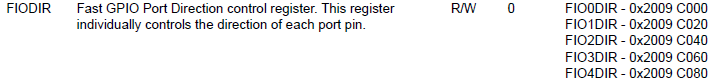 FIODIR Fast GPIO Port Direction control register. This register R/W 0 FIO0DIR - 0x2009 C000
individually controls the direction of each port pin. FIO1DIR - 0x2009 C020
FIO2DIR - 0x2009 C040
FIO3DIR - 0x2009 C060
FIO4DIR - 0x2009 C080